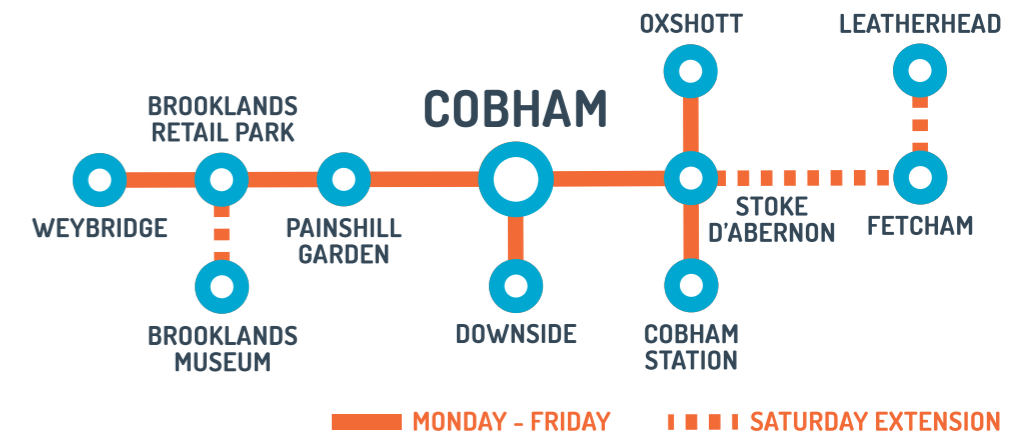 OXSHOTT
LEATHERHEAD
COBHAM
BROOKLANDS
RETAIL PARK
WEYBRIDGE
PAINSHILL
GARDEN
STOKE
D'ABERNON
FETCHAM
BROOKLANDS
MUSEUM
DOWNSIDE
COBHAM
STATION
MONDAY - FRIDAY
SATURDAY EXTENSION